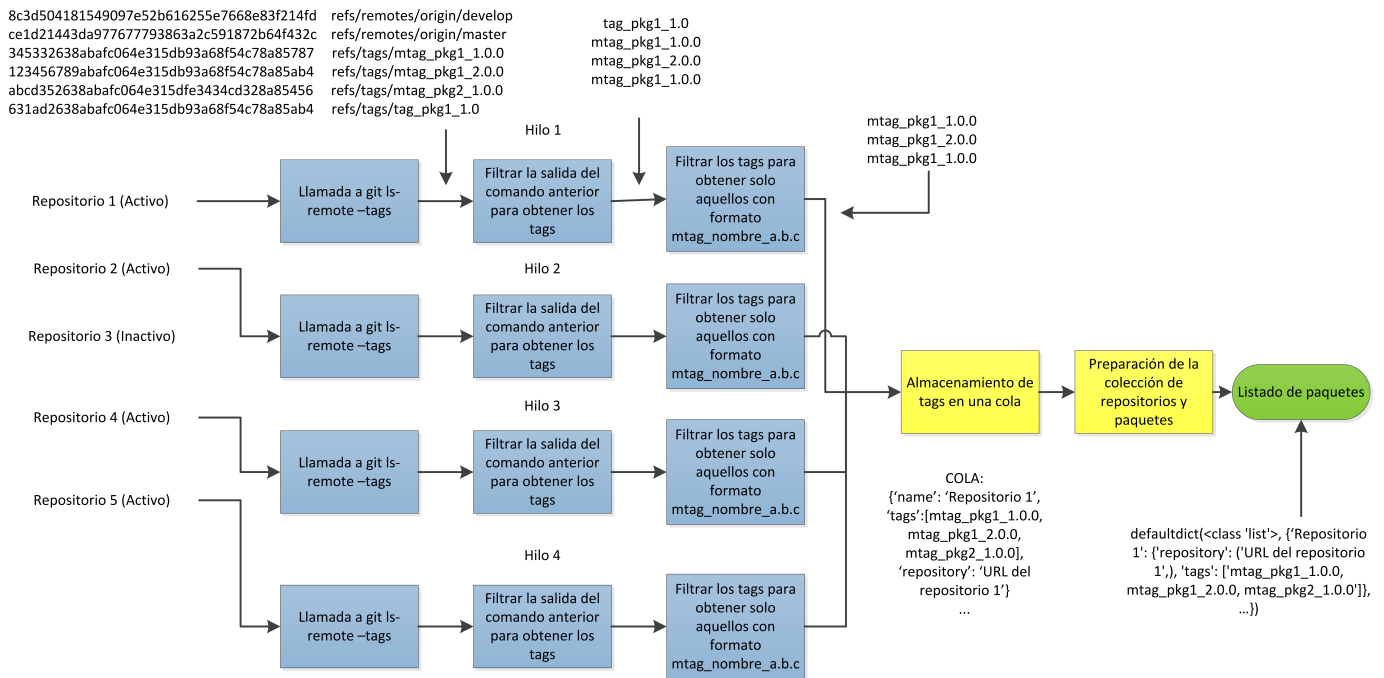 8c3d504181549097e52b616255e7668e83f214fd refs/remotes/origin/develop
ce1d21443da977677793863a2c591872b64f432c refs/remotes/origin/master
345332638abafc064e315db93a68f54c78a85787 refs/tags/mtag_pkg1_1.0.0
123456789abafc064e315db93a68f54c78a85ab4 refs/tags/mtag_pkg1_2.0.0
abcd352638abafc064e315dfe3434cd328a85456 refs/tags/mtag_pkg2_1.0.0
631ad2638abafc064e315db93a68f54c78a85ab4 refs/tags/tag_pkg1_1.0
tag_pkg1_1.0
mtag_pkg1_1.0.0
mtag_pkg1_2.0.0
mtag_pkg1_1.0.0
mtag_pkg1_1.0.0
mtag_pkg1_2.0.0
mtag_pkg1_1.0.0
Hilo 1
Repositorio 1 (Activo)
Llamada a git ls-
remote –tags
Filtrar la salida del
comando anterior
para obtener los
tags
Filtrar los tags para
obtener solo
aquellos con
formato
mtag_nombre_a.b.c
Repositorio 2 (Activo)
Hilo 2
Repositorio 3 (Inactivo)
Llamada a git ls-
remote –tags
Filtrar la salida del
comando anterior
para obtener los
tags
Filtrar los tags para
obtener solo
aquellos con
formato
mtag_nombre_a.b.c
Hilo 3
Repositorio 4 (Activo)
Llamada a git ls-
remote –tags
Filtrar la salida del
comando anterior
para obtener los
tags
Filtrar los tags para
obtener solo
aquellos con
formato
mtag_nombre_a.b.c
Repositorio 5 (Activo)
Hilo 4
Llamada a git ls-
remote –tags
Filtrar la salida del
comando anterior
para obtener los
tags
Filtrar los tags para
obtener solo
aquellos con
formato
mtag_nombre_a.b.c
Almacenamiento de
tags en una cola
Preparación de la
colección de
repositorios y
paquetes
Listado de paquetes
COLA:
{‘name’: ‘Repositorio 1’,
‘tags’:[mtag_pkg1_1.0.0,
mtag_pkg1_2.0.0,
mtag_pkg2_1.0.0],
‘repository’: ‘URL del
repositorio 1’}
...
defaultdict(<class 'list'>, {‘Repositorio
1': {'repository': ('URL del repositorio
1',), 'tags': ['mtag_pkg1_1.0.0,
mtag_pkg1_2.0.0, mtag_pkg2_1.0.0']},
...})